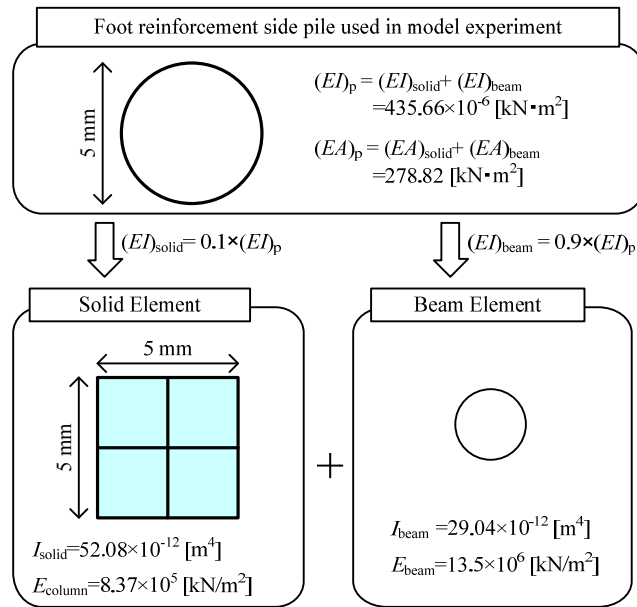 Foot reinforcement side pile used in model experiment
5 mm
(EI)p = (EI)solid+ (EI)beam
=435.66×10-6 [kN・m2]
(EA)p = (EA)solid+ (EA)beam
=278.82 [kN・m2]
(EI)solid= 0.1×(EI)p
(EI)beam = 0.9×(EI)p
Solid Element
5 mm
5 mm
Isolid=52.08×10-12 [m4]
Ecolumn=8.37×105 [kN/m2]
+
Beam Element
Ibeam=29.04×10-12 [m4]
Ebeam=13.5×106 [kN/m2]